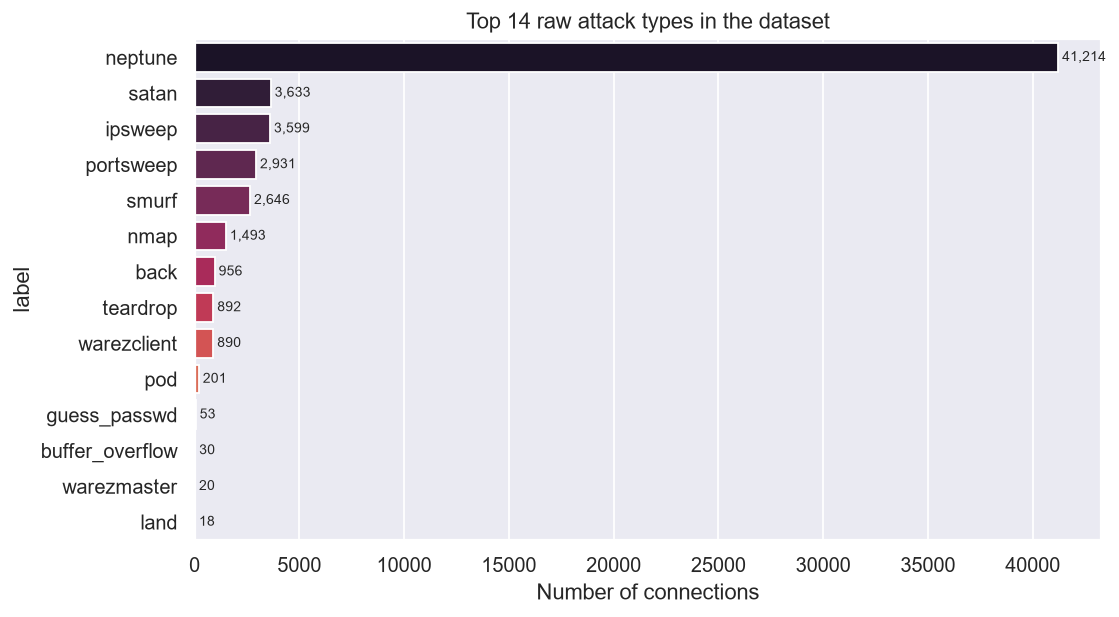 Top 14 raw attack types in the dataset
neptune 41,214
satan 3,633
ipsweep 3,599
portsweep 2,931
smurf 2,646
nmap 1,493
back 956
label
teardrop 892
warezclient 890
pod 201
guess_passwd 53
buffer_overflow 30
warezmaster 20
land 18
0 5000 10000 15000 20000 25000 30000 35000 40000
Number of connections